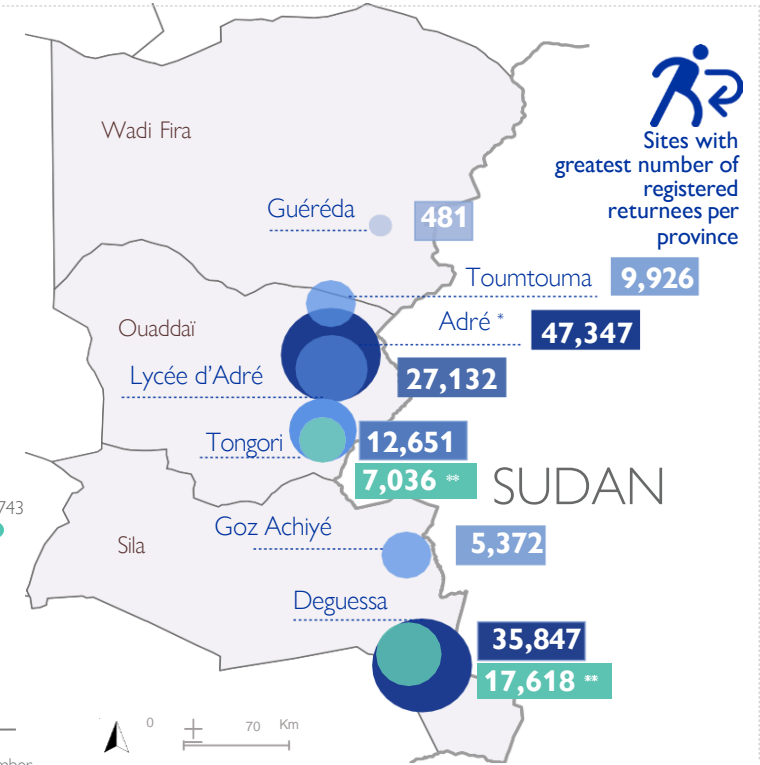 Wadi Fira
Sites with
greatest number of
registered
returnees per
province
Guéréda
481
Toumtouma
9,926
Ouaddaï
Adré *
47,347
Lycée d’Adré
27,132
Tongori
12,651
7,036 **
SUDAN
743
Goz Achiyé
5,372
Sila
Deguessa
35,847
17,618 **
0
70 Km